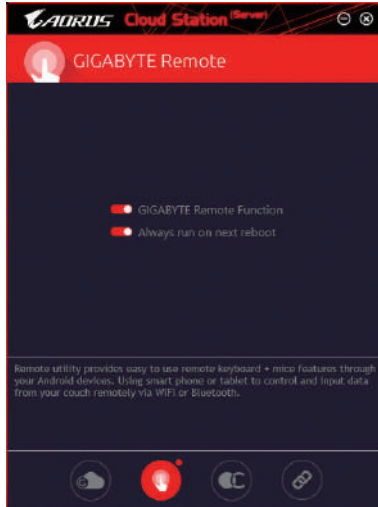 AORUS Cloud Station (Server)
GIGABYTE Remote
GIGABYTE Remote Function
Always run on next reboot
Remote utility provides easy to use remote keyboard + mice features through
your Android devices. Using smart phone or tablet to control and input data
from your couch remotely via WiFi or Bluetooth.